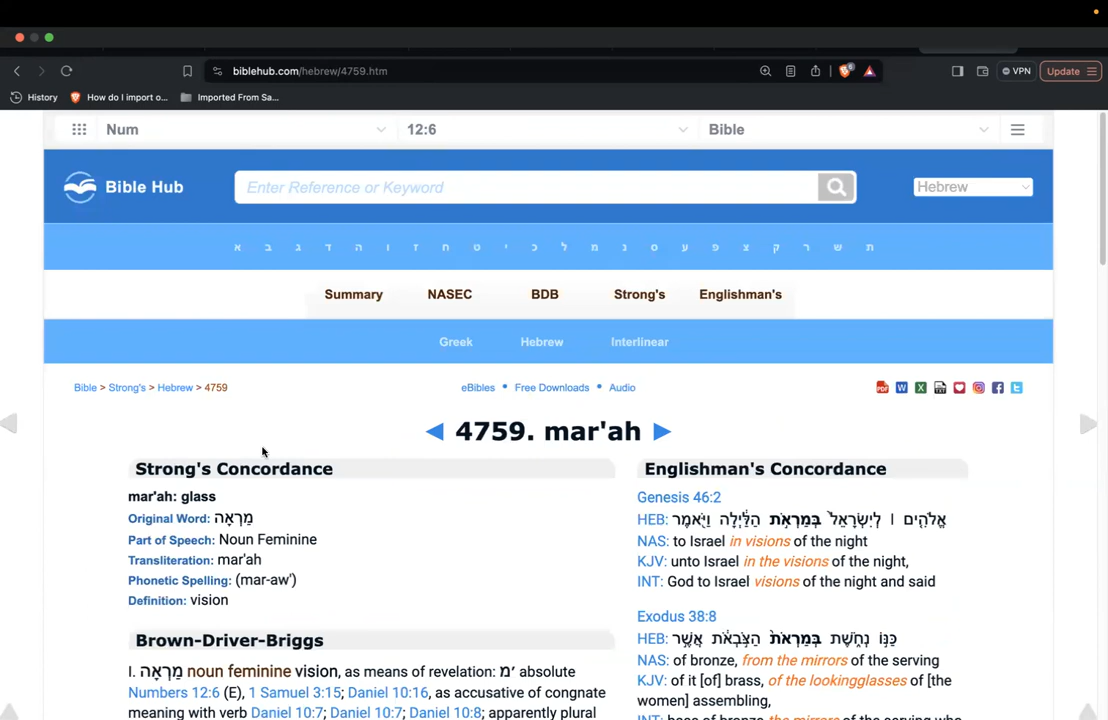 biblehub.com/hebrew/4759.htm
6
VPN
Update
History
How do I import o...
Imported From Sa...
Num
12:6
Bible
Bible Hub
Enter Reference or Keyword
Hebrew
א ב ג ד ה ו ז ח ט י כ ל מ נ ס ע פ צ ק ר ש ת
Summary NASEC BDB Strong's Englishman's
Greek Hebrew Interlinear
Bible > Strong's > Hebrew > 4759
eBibles • Free Downloads • Audio
◄ 4759. mar'ah ►
Strong's Concordance
mar'ah: glass
Original Word: מַרְאָה
Part of Speech: Noun Feminine
Transliteration: mar'ah
Phonetic Spelling: (mar-aw')
Definition: vision
Brown-Driver-Briggs
I. מַרְאָה noun feminine vision, as means of revelation: ׳מ absolute
Numbers 12:6 (E), 1 Samuel 3:15; Daniel 10:16, as accusative of congnate
meaning with verb Daniel 10:7; Daniel 10:7; Daniel 10:8; apparently plural
Englishman's Concordance
Genesis 46:2
HEB: אֱלֹהִ֤ים ׀ לְיִשְׂרָאֵל֙ בְּמַרְאֹ֣ת הַלַּ֔יְלָה וַיֹּ֖אמֶר
NAS: to Israel in visions of the night
KJV: unto Israel in the visions of the night,
INT: God to Israel visions of the night and said
Exodus 38:8
HEB: כַּנּ֣וֹ נְחֹ֑שֶׁת בְּמַרְאֹת֙ הַצֹּ֣בְאֹ֔ת אֲשֶׁ֣ר
NAS: of bronze, from the mirrors of the serving
KJV: of it [of] brass, of the lookingglasses of [the
women] assembling,